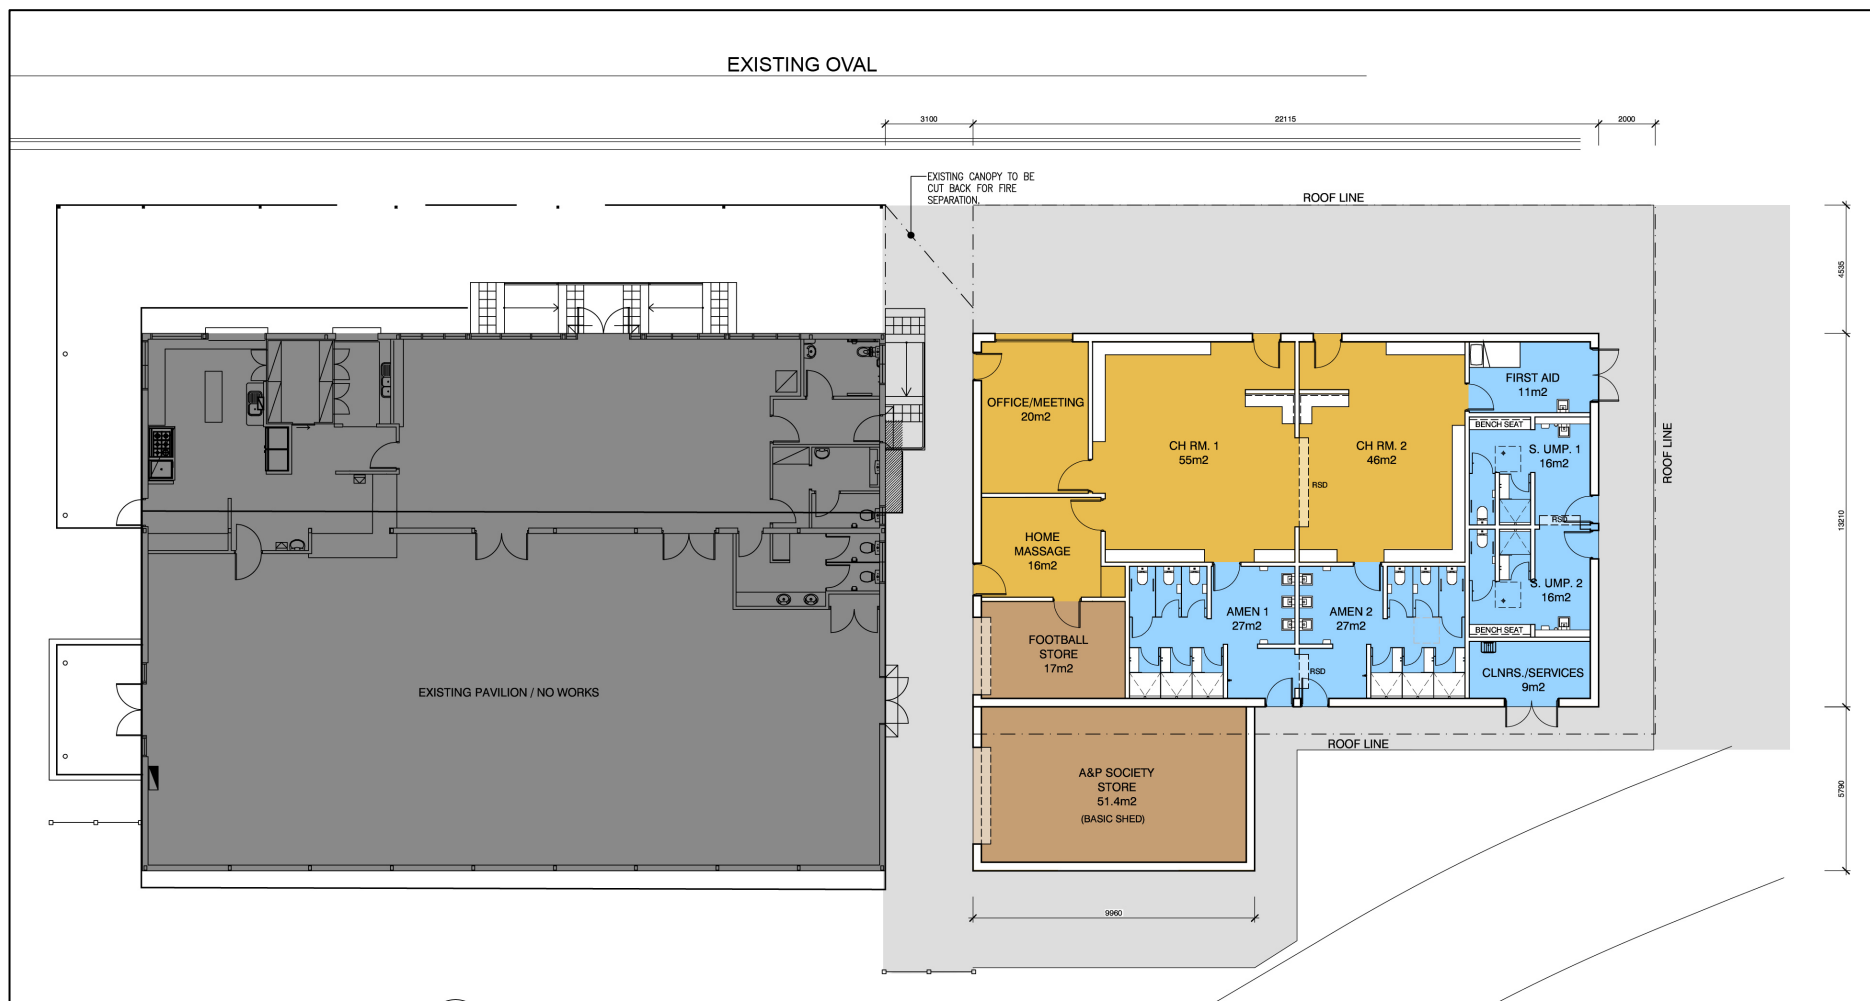 EXISTING OVAL
3100
22115
2000
EXISTING CANOPY TO BE
CUT BACK FOR FIRE
SEPARATION.
ROOF LINE
4535
OFFICE/MEETING
20m2
CH RM. 1
55m2
CH RM. 2
46m2
RSD
FIRST AID
11m2
BENCH SEAT
S. UMP. 1
16m2
RSD
ROOF LINE
13210
HOME
MASSAGE
16m2
S. UMP. 2
16m2
BENCH SEAT
AMEN 1
27m2
AMEN 2
27m2
FOOTBALL
STORE
17m2
RSD
CLNRS./SERVICES
9m2
EXISTING PAVILION / NO WORKS
ROOF LINE
A&P SOCIETY
STORE
51.4m2
(BASIC SHED)
5790
9960